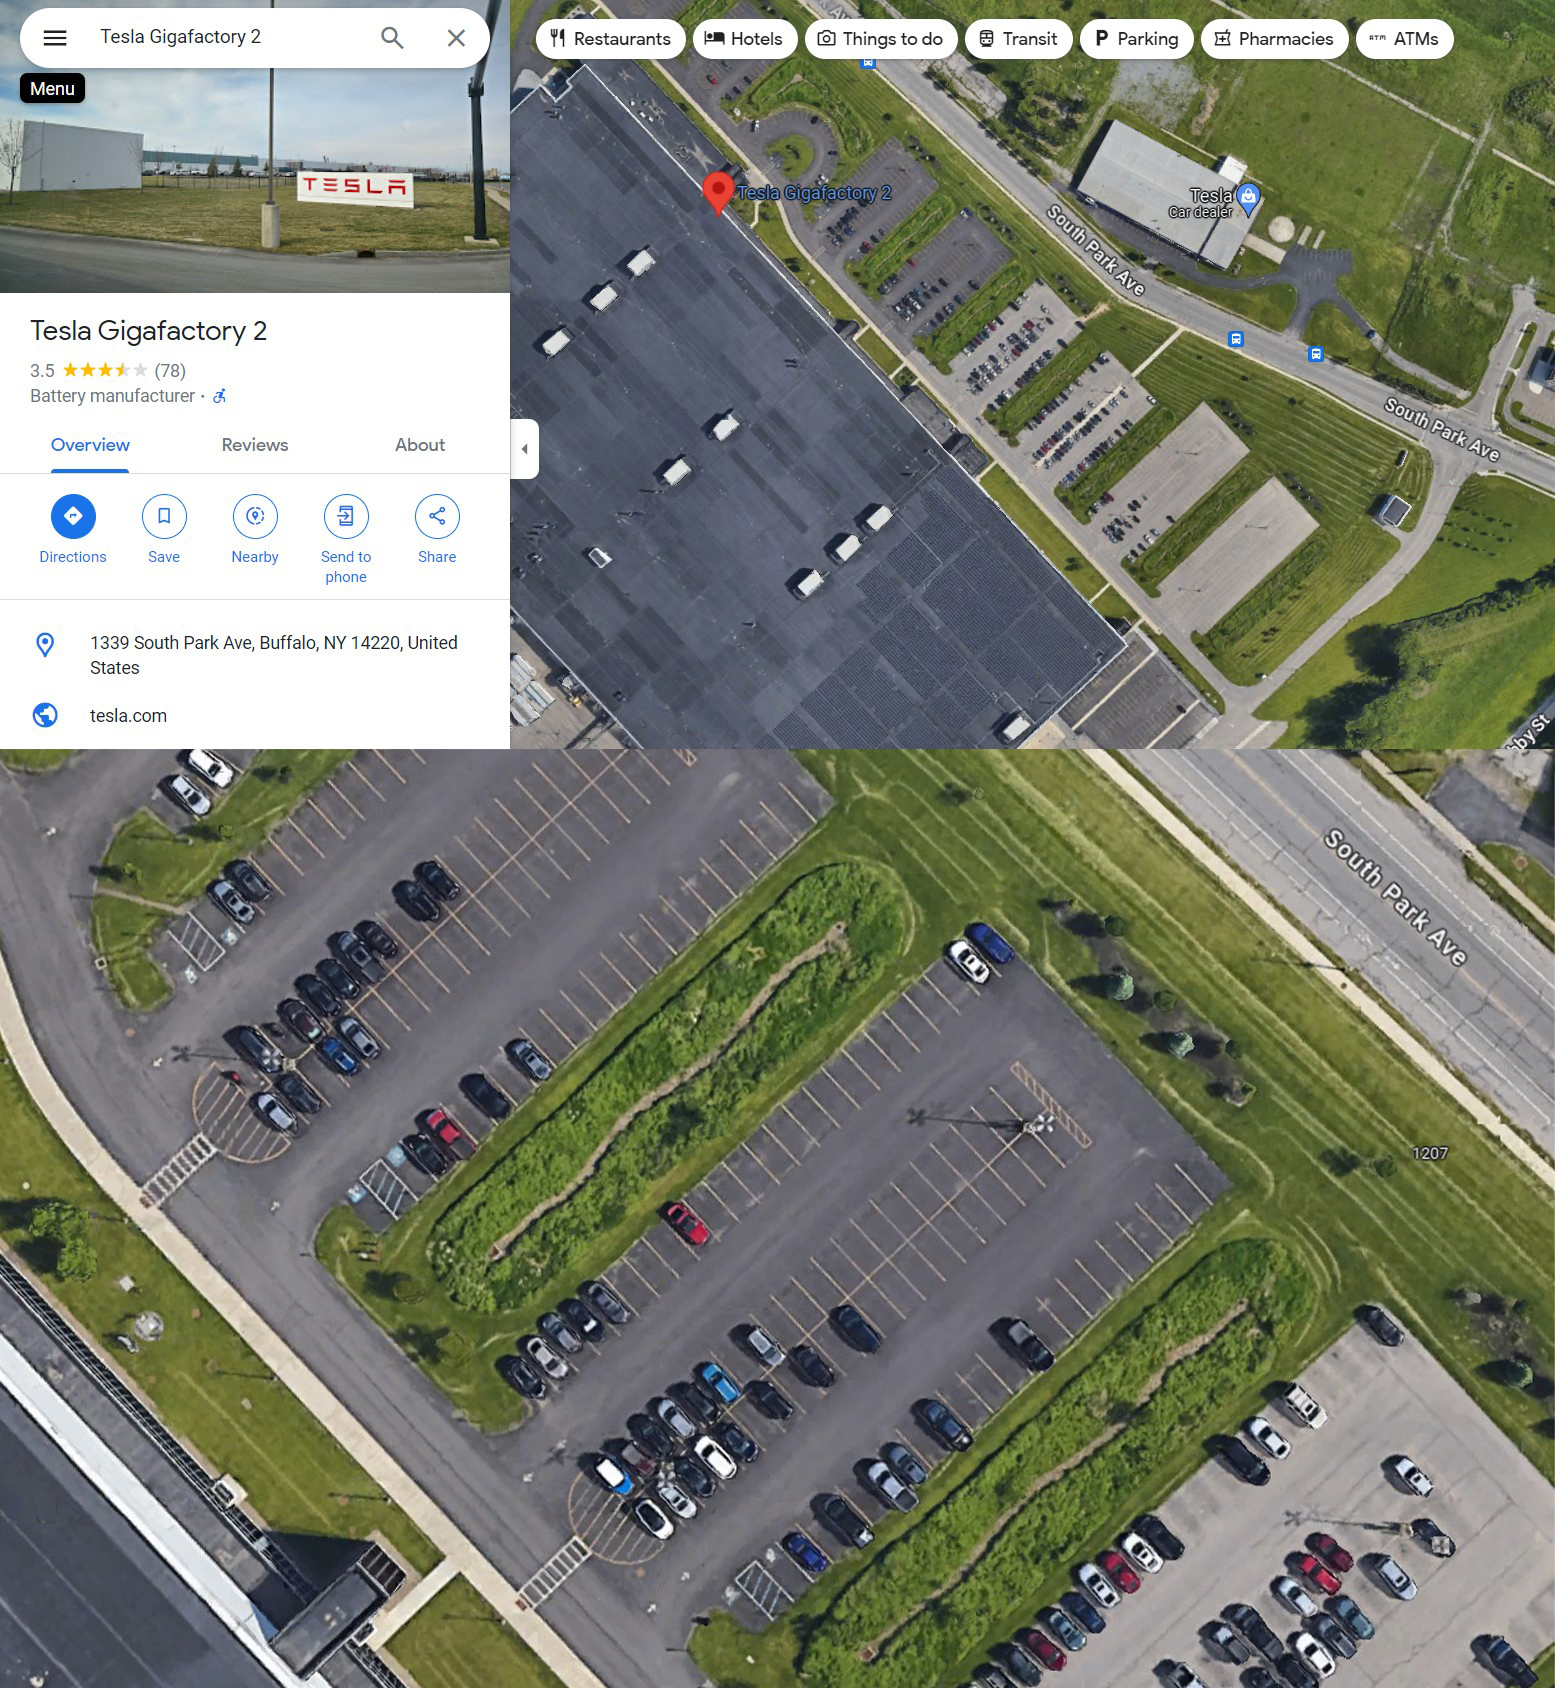 Tesla Gigafactory 2
Menu
TESLA
Tesla Gigafactory 2
3.5 (78)
Battery manufacturer ·
Overview Reviews About
Directions Save Nearby Send to phone Share
1339 South Park Ave, Buffalo, NY 14220, United
States
tesla.com
Restaurants Hotels Things to do Transit P Parking Pharmacies ATM ATMs
Tesla Gigafactory 2
Tesla
Car dealer
South Park Ave
South Park Ave
South Park Ave
1207